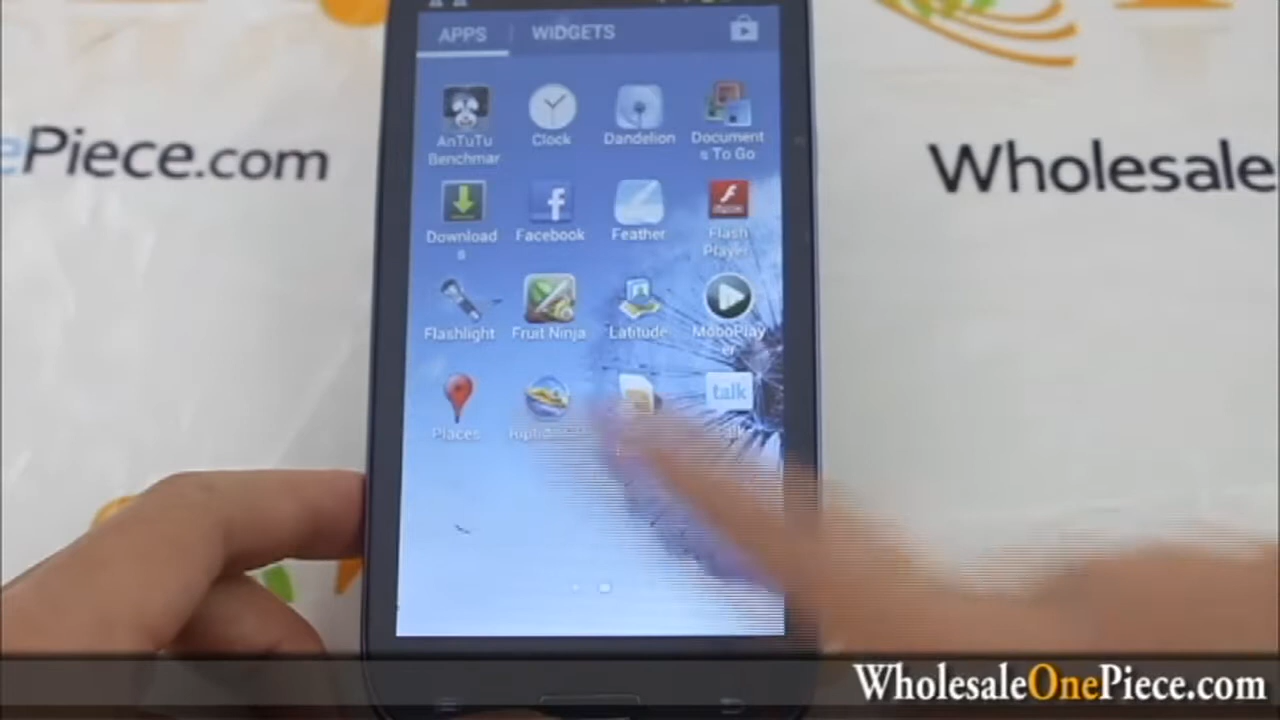 APPS | WIDGETS
ePiece.com
Wholesale
AnTuTu
Benchmar
Clock
Dandelion
Document
s To Go
Download
s
Facebook
Feather
Flash
Player
Flashlight
Fruit Ninja
Latitude
MoboPlay
er
talk
Places
WholesaleOnePiece.com